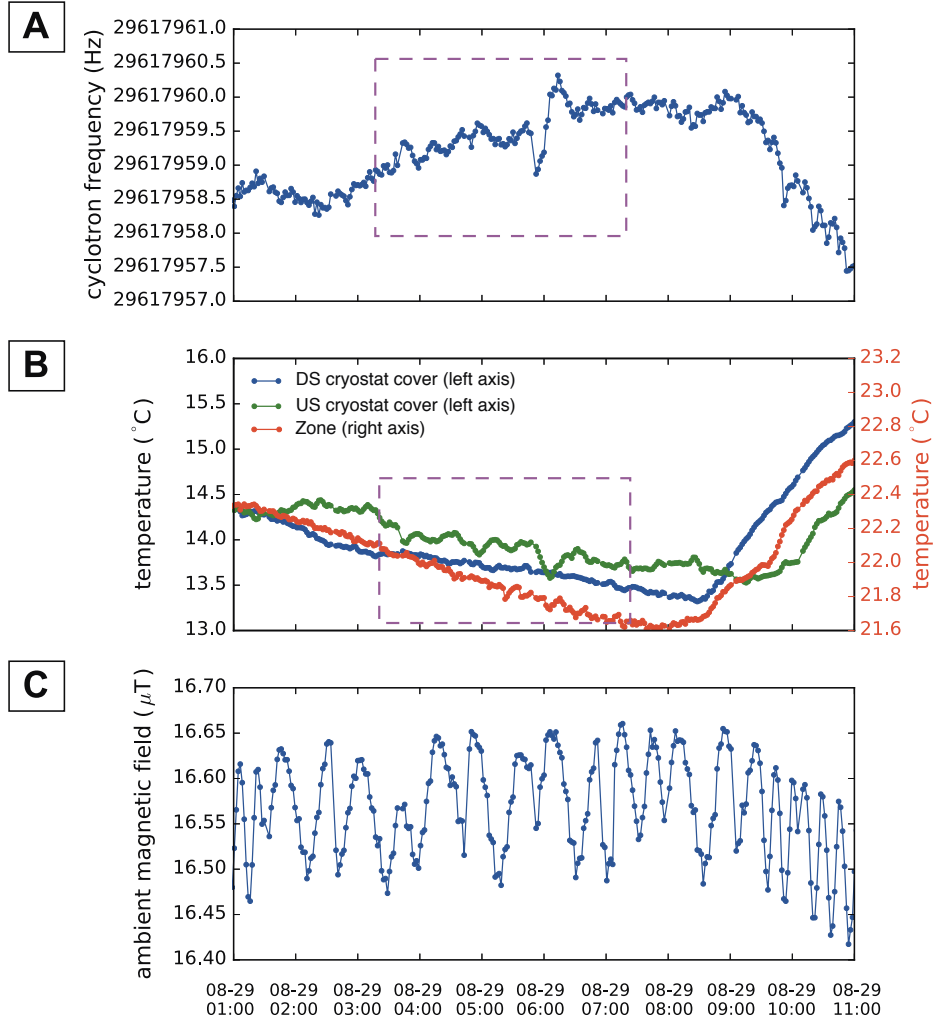 A
cyclotron frequency (Hz)
29617961.0
29617960.5
29617960.0
29617959.5
29617959.0
29617958.5
29617958.0
29617957.5
29617957.0
B
temperature (°C)
16.0
15.5
15.0
14.5
14.0
13.5
13.0
DS cryostat cover (left axis)
US cryostat cover (left axis)
Zone (right axis)
23.2
23.0
22.8
22.6
22.4
22.2
22.0
21.8
21.6
temperature (°C)
C
ambient magnetic field (μT)
16.70
16.65
16.60
16.55
16.50
16.45
16.40
08-29 08-29 08-29 08-29 08-29 08-29 08-29 08-29 08-29 08-29 08-29
01:00 02:00 03:00 04:00 05:00 06:00 07:00 08:00 09:00 10:00 11:00